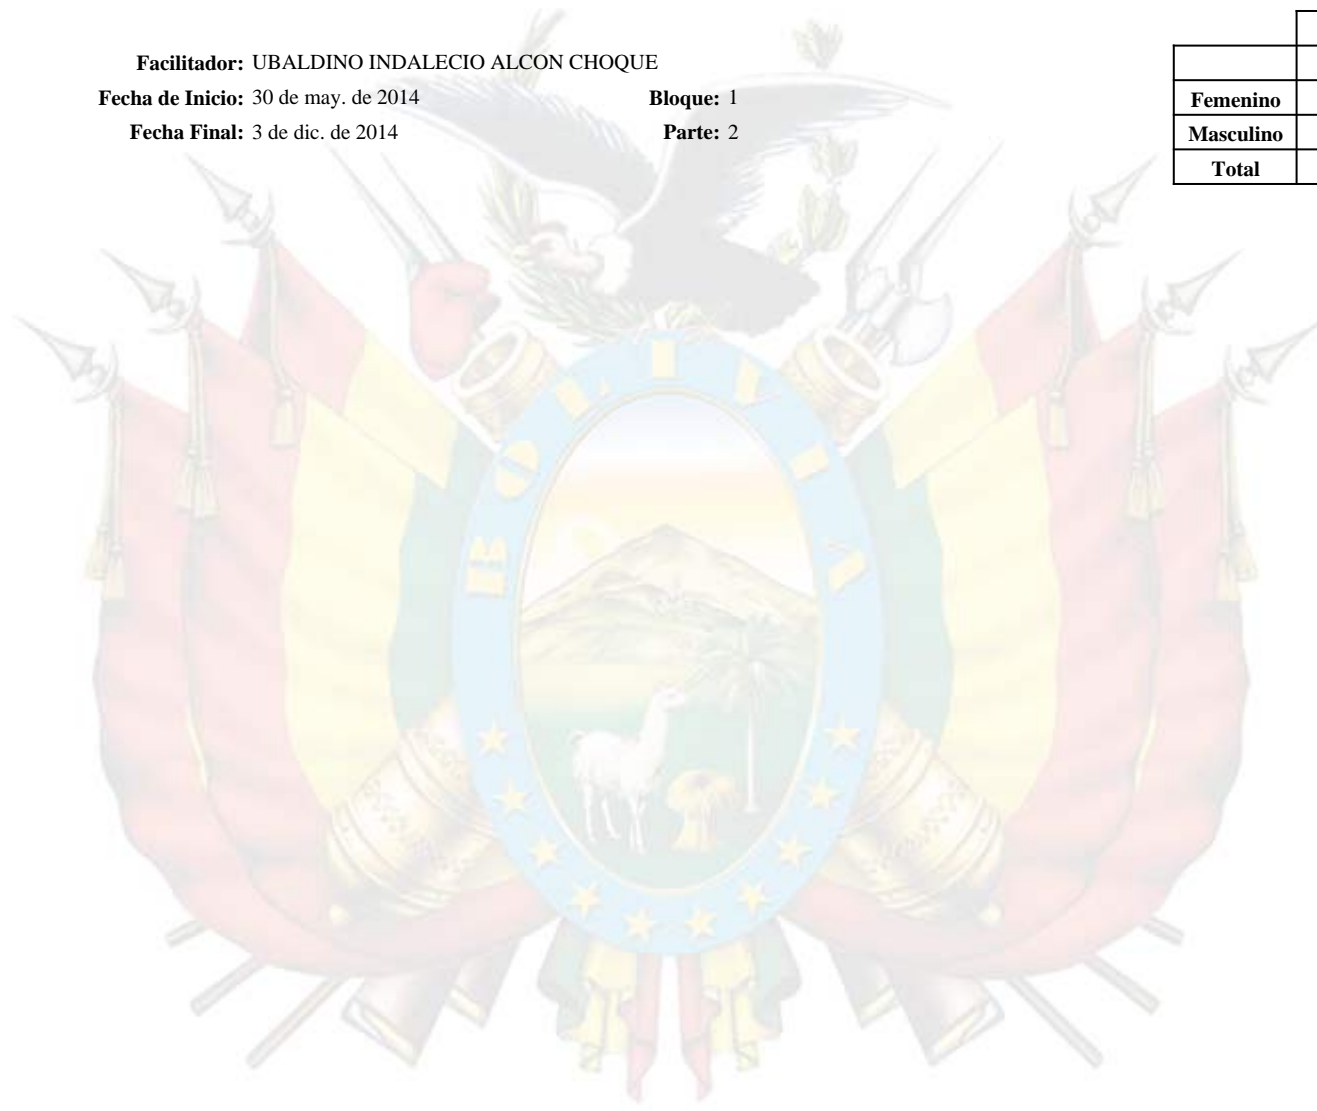 Facilitador: UBALDINO INDALECIO ALCON CHOQUE
Fecha de Inicio: 30 de may. de 2014 Bloque: 1
Fecha Final: 3 de dic. de 2014 Parte: 2
Femenino
Masculino
Total
BOLIVIA